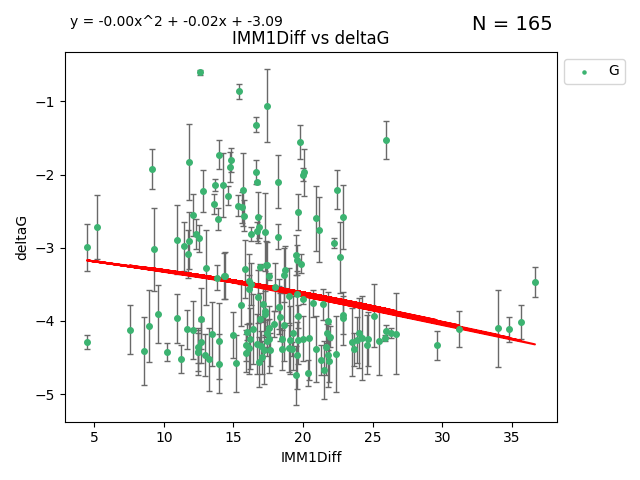 y = -0.00x^2 + -0.02x + -3.09
N = 165
IMM1Diff vs deltaG
G
−1
−2
−3
−4
−5
deltaG
5 10 15 20 25 30 35
IMM1Diff